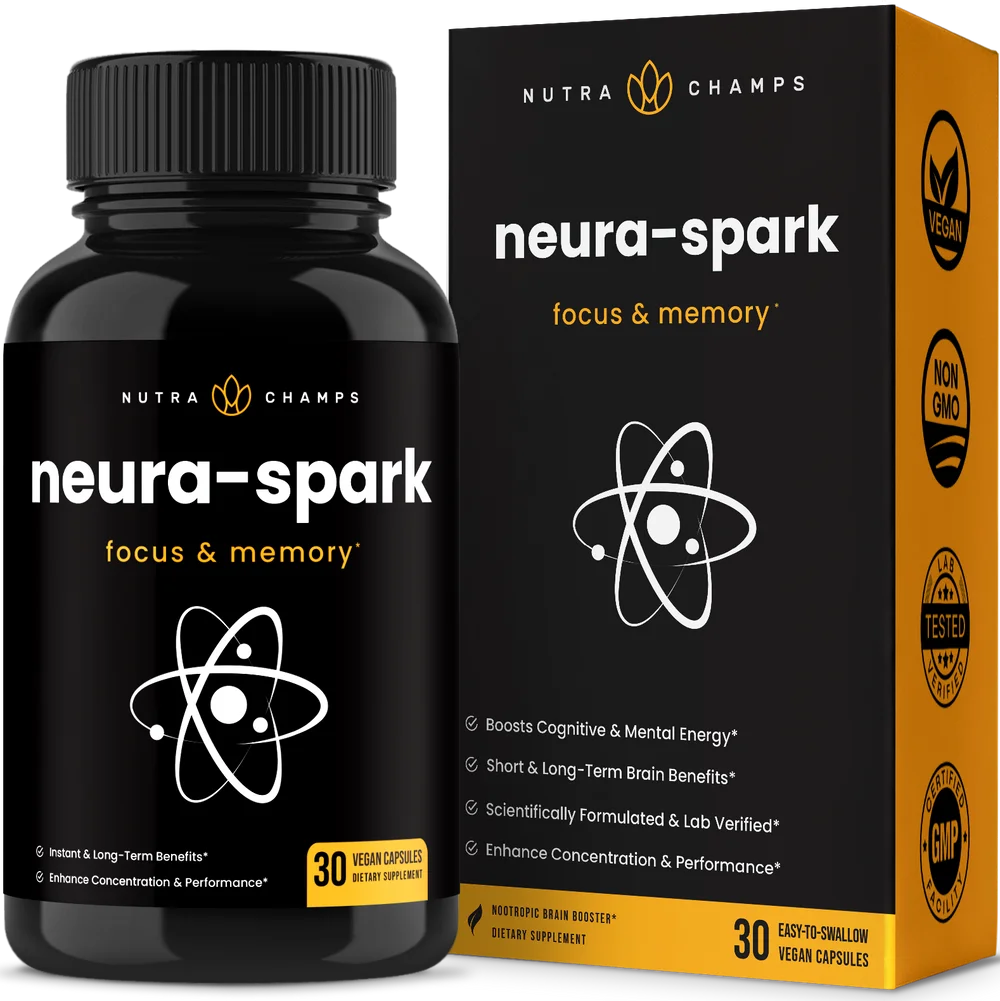 NUTRA CHAMPS
neura-spark
focus & memory*
Instant & Long-Term Benefits*
Enhance Concentration & Performance*
30 VEGAN CAPSULES
DIETARY SUPPLEMENT
NUTRA CHAMPS
neura-spark
focus & memory*
Boosts Cognitive & Mental Energy*
Short & Long-Term Brain Benefits*
Scientifically Formulated & Lab Verified*
Enhance Concentration & Performance*
NOOTROPIC BRAIN BOOSTER*
DIETARY SUPPLEMENT
30 EASY-TO-SWALLOW
VEGAN CAPSULES
VEGAN
NON
GMO
LAB
TESTED
VERIFIED
CERTIFIED
GMP
FACILITY